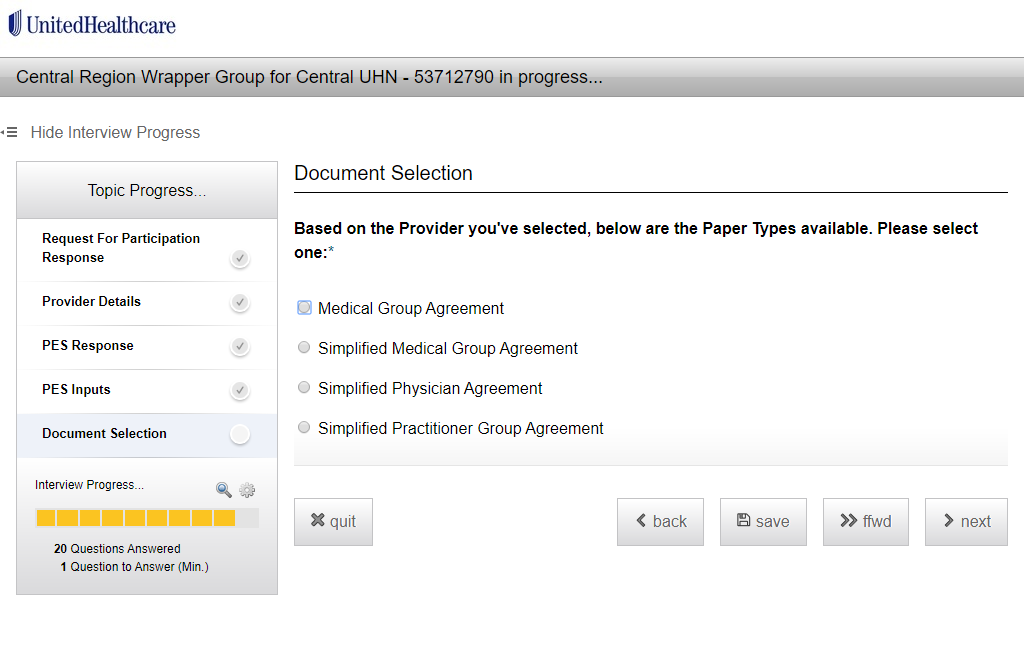 UnitedHealthcare
Central Region Wrapper Group for Central UHN - 53712790 in progress...
Hide Interview Progress
Topic Progress...
Request For Participation
Response
Provider Details
PES Response
PES Inputs
Document Selection
Interview Progress...
20 Questions Answered
1 Question to Answer (Min.)
Document Selection
Based on the Provider you've selected, below are the Paper Types available. Please select
one:*
Medical Group Agreement
Simplified Medical Group Agreement
Simplified Physician Agreement
Simplified Practitioner Group Agreement
quit
back
save
ffwd
next